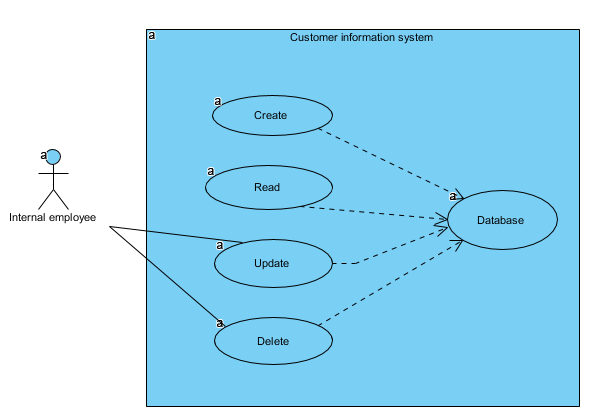 a
Customer information system
a
Create
a
Internal employee
a
Read
a
Database
a
Update
a
Delete